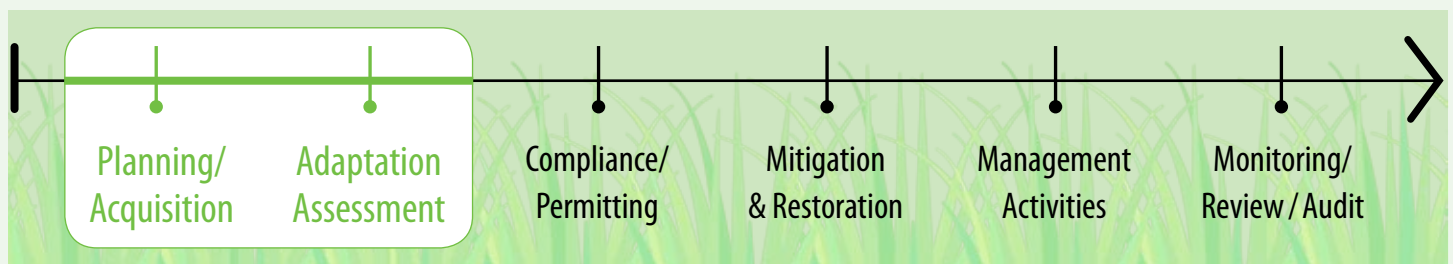 Planning/
Acquisition
Adaptation
Assessment
Compliance/
Permitting
Mitigation
& Restoration
Management
Activities
Monitoring/
Review / Audit